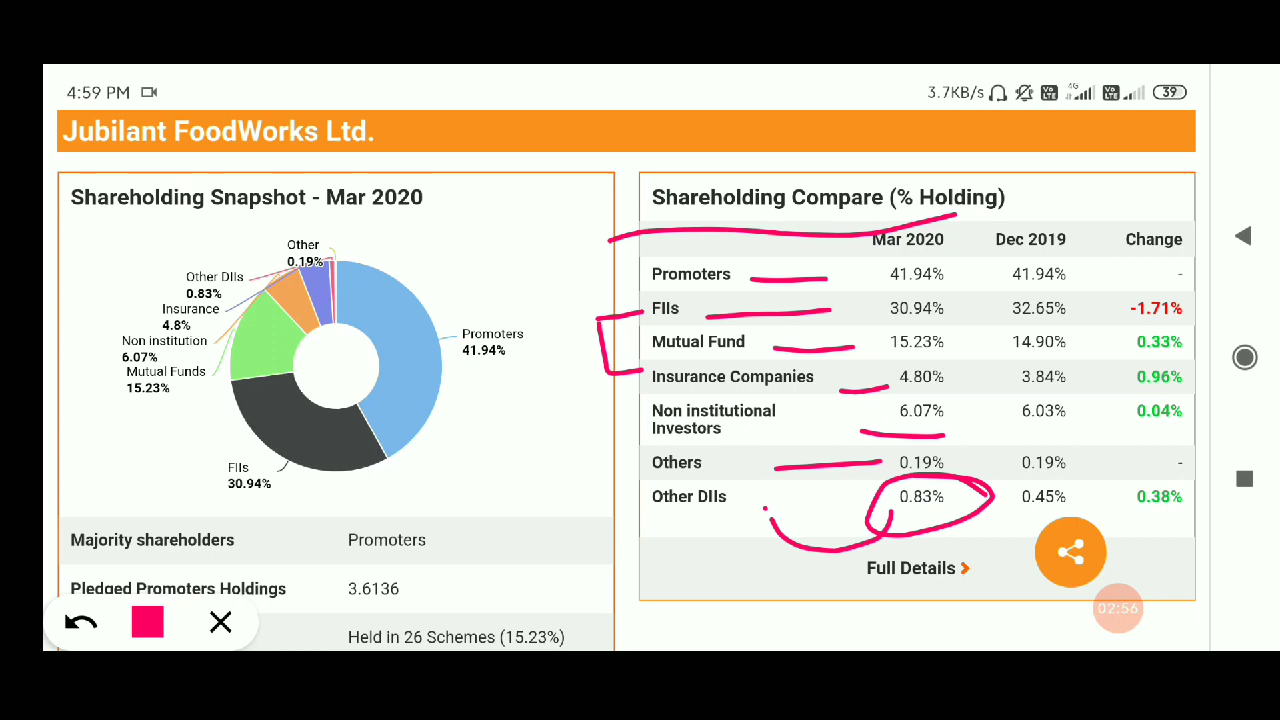 4:59 PM
3.7KB/s 4G Vo LTE Vo LTE 39
Jubilant FoodWorks Ltd.
Shareholding Snapshot - Mar 2020
Other
0.19%
Other DIIs
0.83%
Insurance
4.8%
Non institution
6.07%
Mutual Funds
15.23%
Promoters
41.94%
FIIs
30.94%
Majority shareholders Promoters
Pledged Promoters Holdings 3.6136
Held in 26 Schemes (15.23%)
Shareholding Compare (% Holding)
Mar 2020 Dec 2019 Change
Promoters 41.94% 41.94% -
FIIs 30.94% 32.65% -1.71%
Mutual Fund 15.23% 14.90% 0.33%
Insurance Companies 4.80% 3.84% 0.96%
Non institutional 6.07% 6.03% 0.04%
Investors
Others 0.19% 0.19% -
Other DIIs 0.83% 0.45% 0.38%
Full Details
02:56